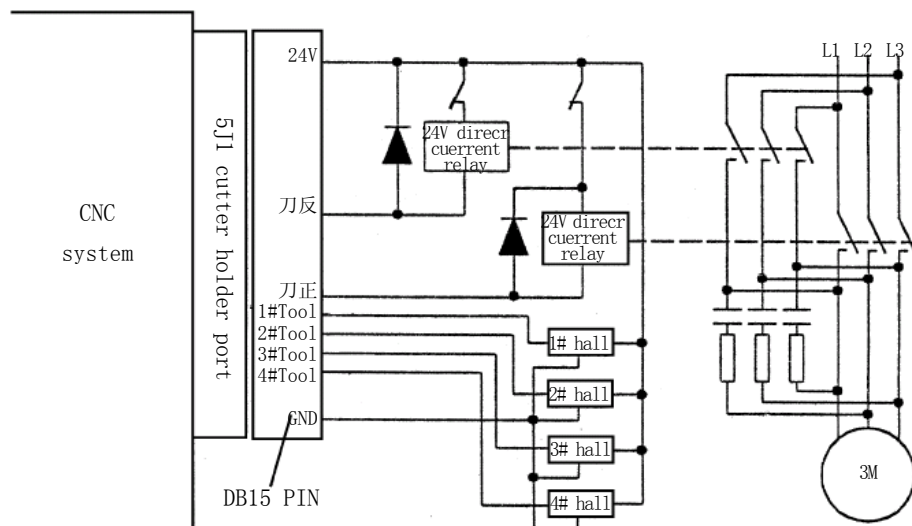 CNC
system
5J1 cutter holder port
24V
刀反
刀正
1#Tool
2#Tool
3#Tool
4#Tool
GND
DB15 PIN
24V direcr
cuerrent
relay
24V direcr
cuerrent
relay
1# hall
2# hall
3# hall
4# hall
L1 L2 L3
3M